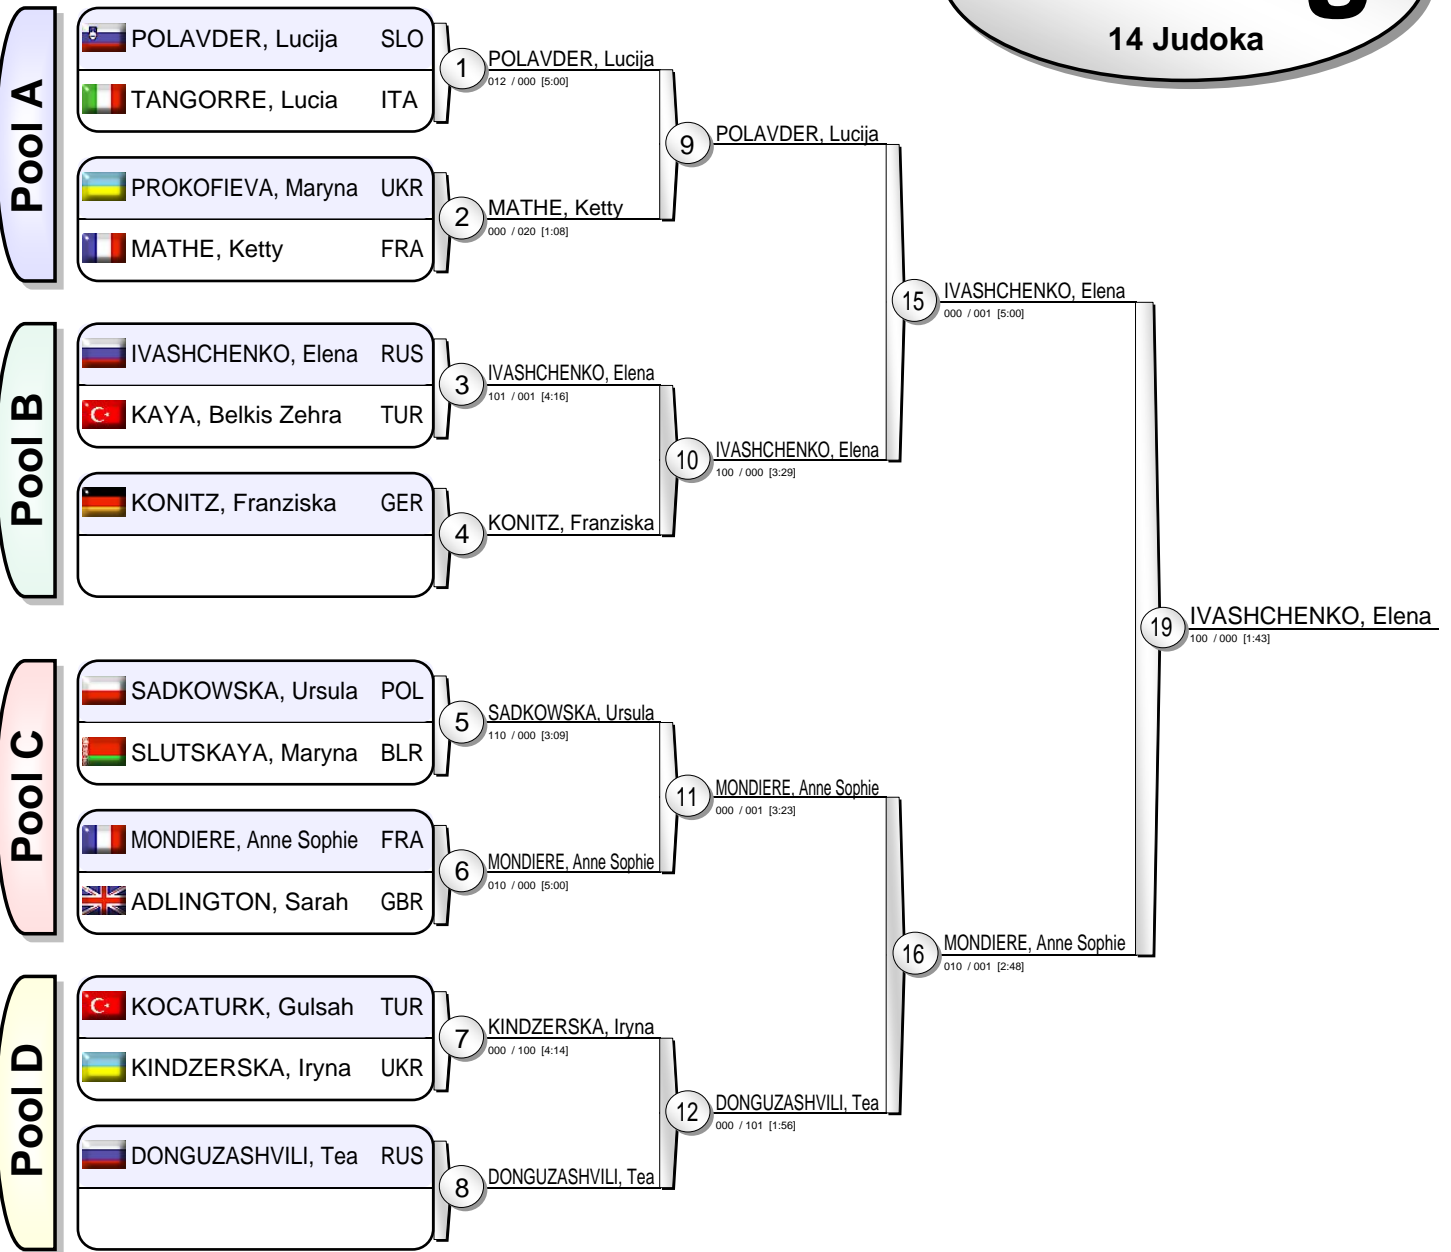 14 Judoka
Pool A
POLAVDER, Lucija SLO
TANGORRE, Lucia ITA
1
POLAVDER, Lucija
012 / 000 [5:00]
PROKOFIEVA, Maryna UKR
MATHE, Ketty FRA
2
MATHE, Ketty
000 / 020 [1:08]
9
POLAVDER, Lucija
Pool B
IVASHCHENKO, Elena RUS
KAYA, Belkis Zehra TUR
3
IVASHCHENKO, Elena
101 / 001 [4:16]
KONITZ, Franziska GER
4
KONITZ, Franziska
10
IVASHCHENKO, Elena
100 / 000 [3:29]
15
IVASHCHENKO, Elena
000 / 001 [5:00]
Pool C
SADKOWSKA, Ursula POL
SLUTSKAYA, Maryna BLR
5
SADKOWSKA, Ursula
110 / 000 [3:09]
MONDIERE, Anne Sophie FRA
ADLINGTON, Sarah GBR
6
MONDIERE, Anne Sophie
010 / 000 [5:00]
11
MONDIERE, Anne Sophie
000 / 001 [3:23]
Pool D
KOCATURK, Gulsah TUR
KINDZERSKA, Iryna UKR
7
KINDZERSKA, Iryna
000 / 100 [4:14]
DONGUZASHVILI, Tea RUS
8
DONGUZASHVILI, Tea
12
DONGUZASHVILI, Tea
000 / 101 [1:56]
16
MONDIERE, Anne Sophie
010 / 001 [2:48]
19
IVASHCHENKO, Elena
100 / 000 [1:43]